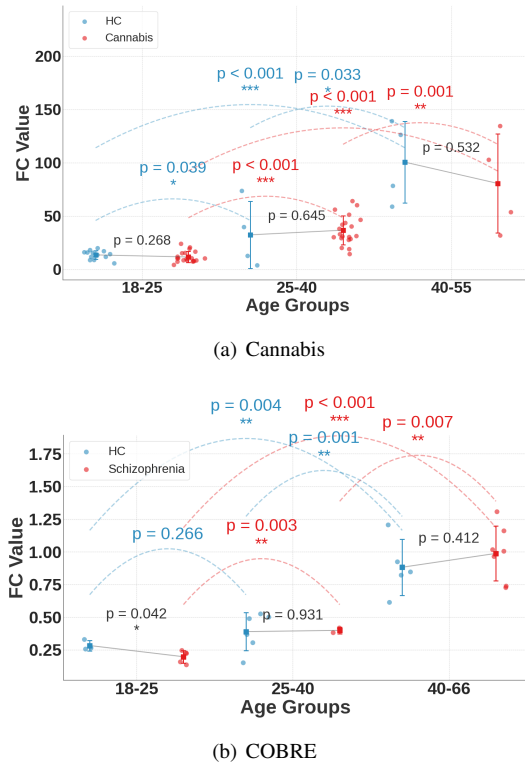 HC
Cannabis
200
150
100
50
0
FC Value
p < 0.001
***
p = 0.033
*
p < 0.001
***
p = 0.001
**
p = 0.532
p = 0.039
*
p < 0.001
***
p = 0.645
p = 0.268
18-25
25-40
40-55
Age Groups
(a) Cannabis
p = 0.004
**
p < 0.001
***
p = 0.007
**
p = 0.001
**
HC
Schizophrenia
1.75
1.50
1.25
1.00
0.75
0.50
0.25
FC Value
p = 0.266
p = 0.003
**
p = 0.412
p = 0.042
*
p = 0.931
18-25
25-40
40-66
Age Groups
(b) COBRE